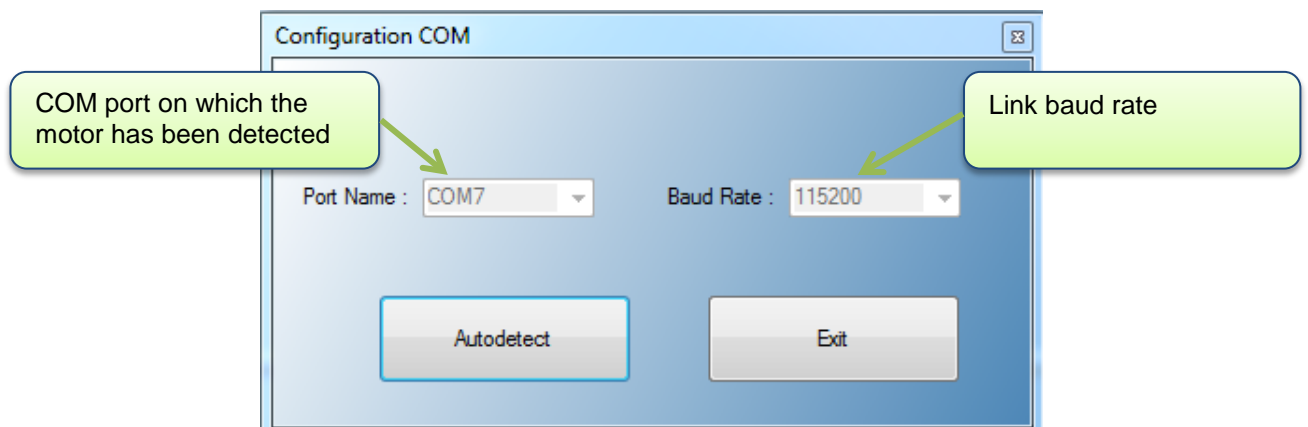 Configuration COM
COM port on which the
motor has been detected
Link baud rate
Port Name : COM7 Baud Rate : 115200
Autodetect Exit